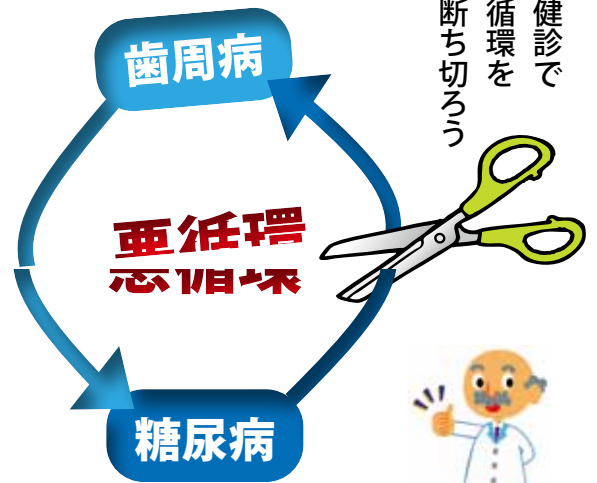 健診で
循環を
断ち切ろう
歯周病
悪循環
糖尿病